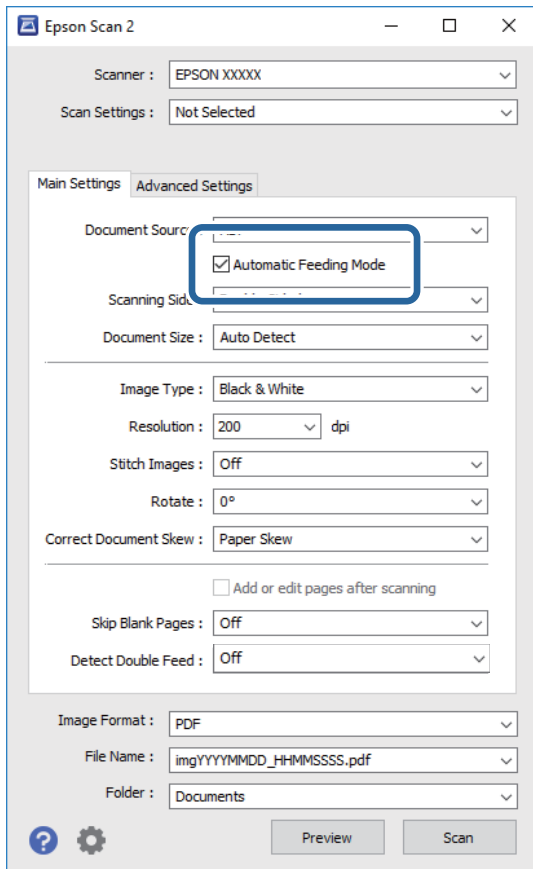 Epson Scan 2
Scanner : EPSON XXXXX
Scan Settings : Not Selected
Main Settings Advanced Settings
Document
Automatic Feeding Mode
Scanning
Document Size : Auto Detect
Image Type : Black & White
Resolution : 200 dpi
Stitch Images : Off
Rotate : 0°
Correct Document Skew : Paper Skew
Add or edit pages after scanning
Skip Blank Pages : Off
Detect Double Feed : Off
Image Format : PDF
File Name : imgYYYYMMDD_HHMMSSSS.pdf
Folder : Documents
? Preview Scan